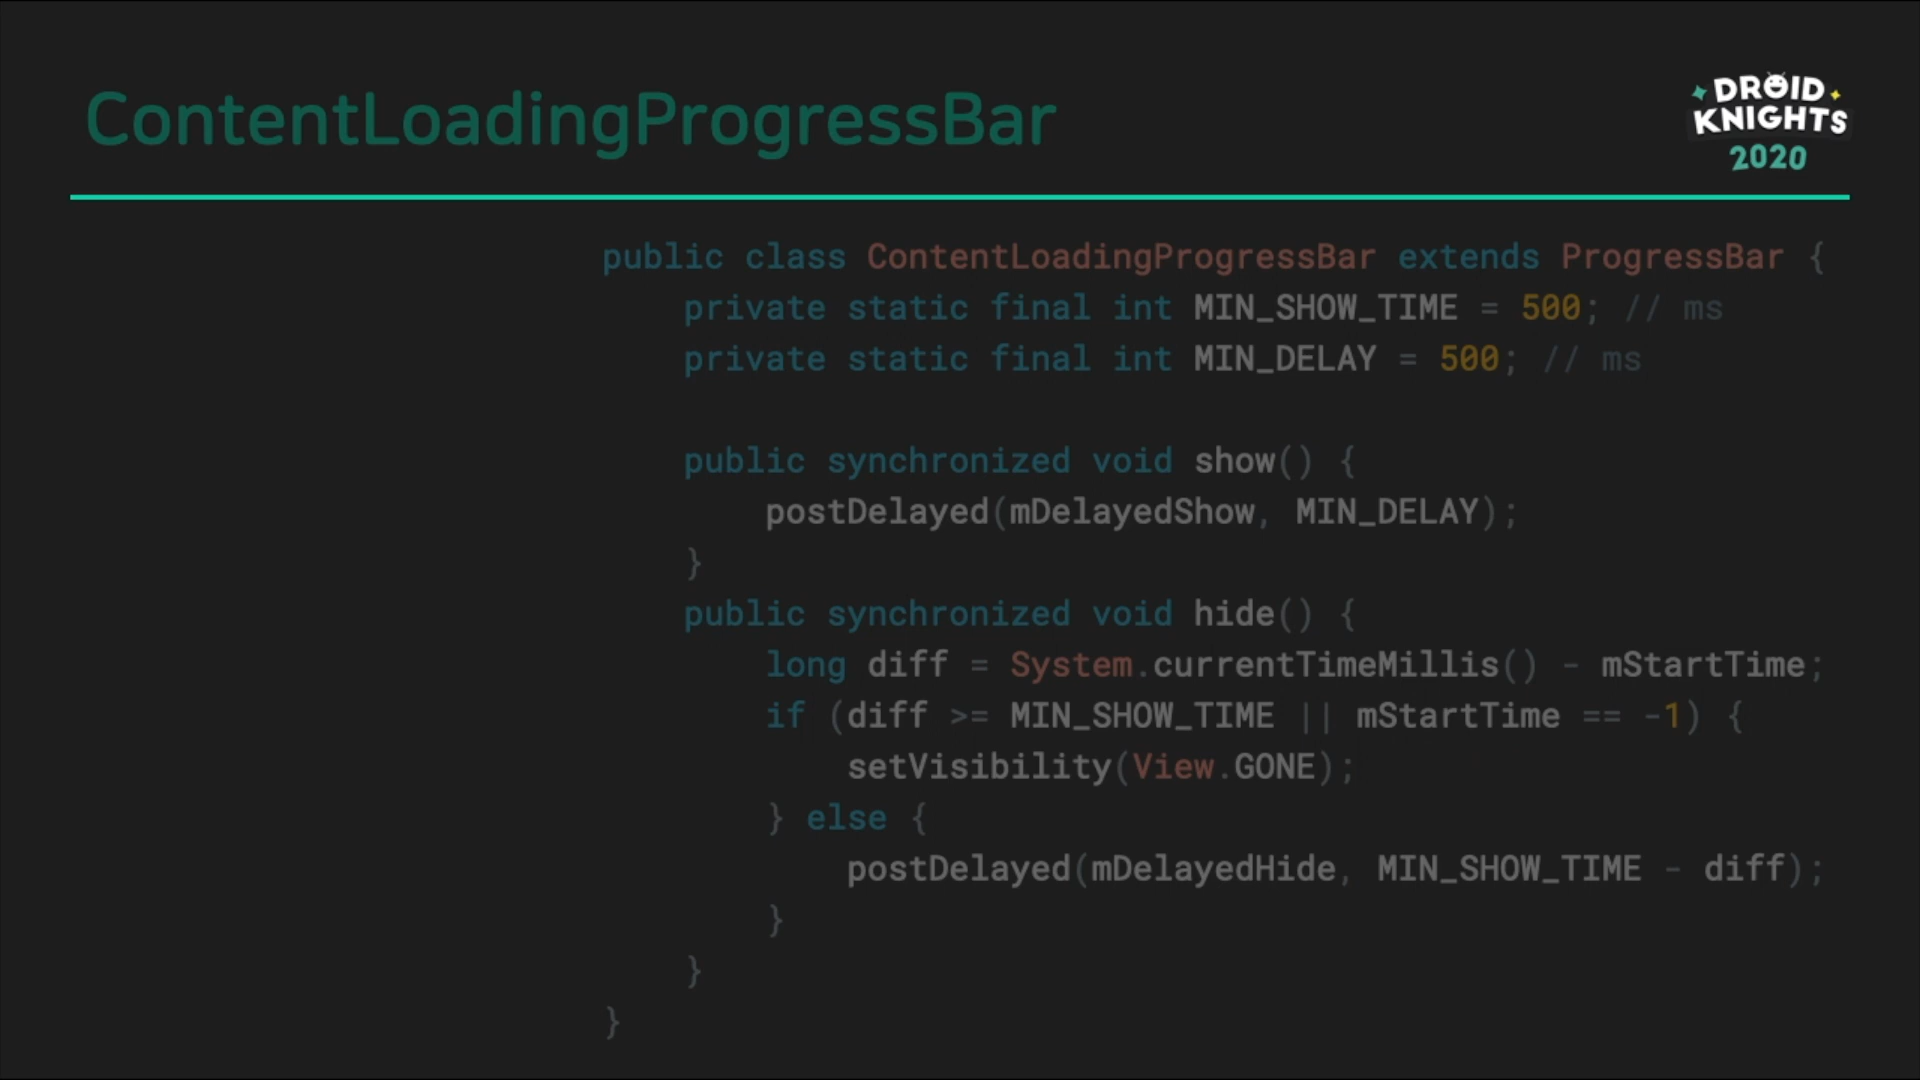 ContentLoadingProgressBar
DROID
KNIGHTS
2020
public class ContentLoadingProgressBar extends ProgressBar {
    private static final int MIN_SHOW_TIME = 500; // ms
    private static final int MIN_DELAY = 500; // ms

    public synchronized void show() {
        postDelayed(mDelayedShow, MIN_DELAY);
    }
    public synchronized void hide() {
        long diff = System.currentTimeMillis() - mStartTime;
        if (diff >= MIN_SHOW_TIME || mStartTime == -1) {
            setVisibility(View.GONE);
        } else {
            postDelayed(mDelayedHide, MIN_SHOW_TIME - diff);
        }
    }
}